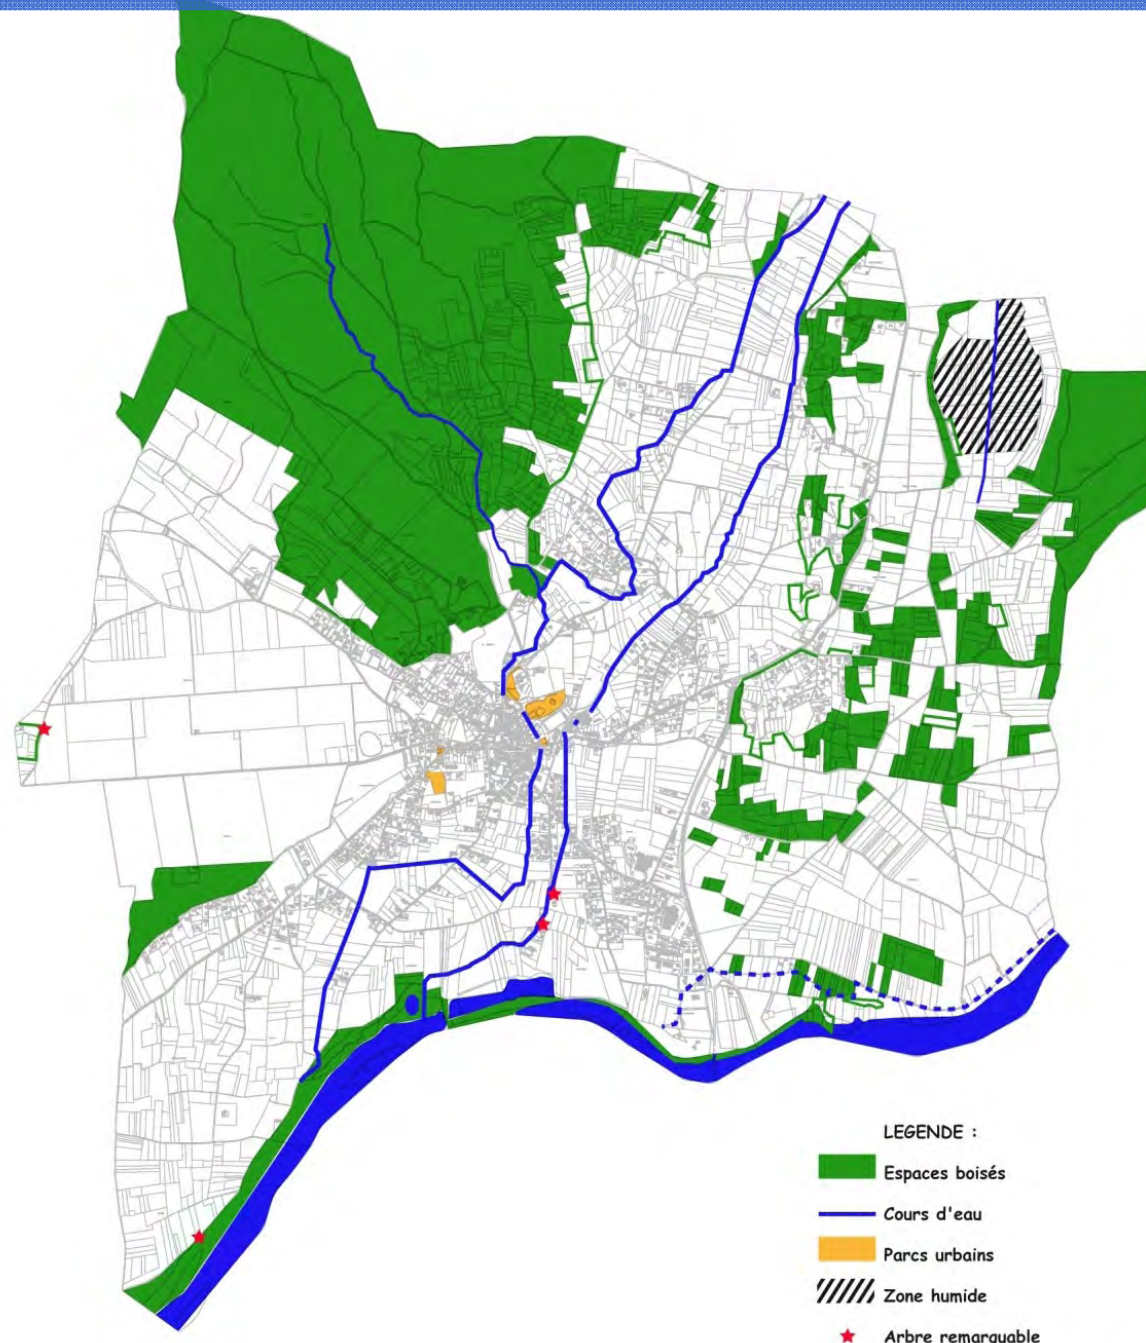 LEGENDE :
Espaces boisés
Cours d'eau
Parcs urbains
Zone humide
Arbre remarquable